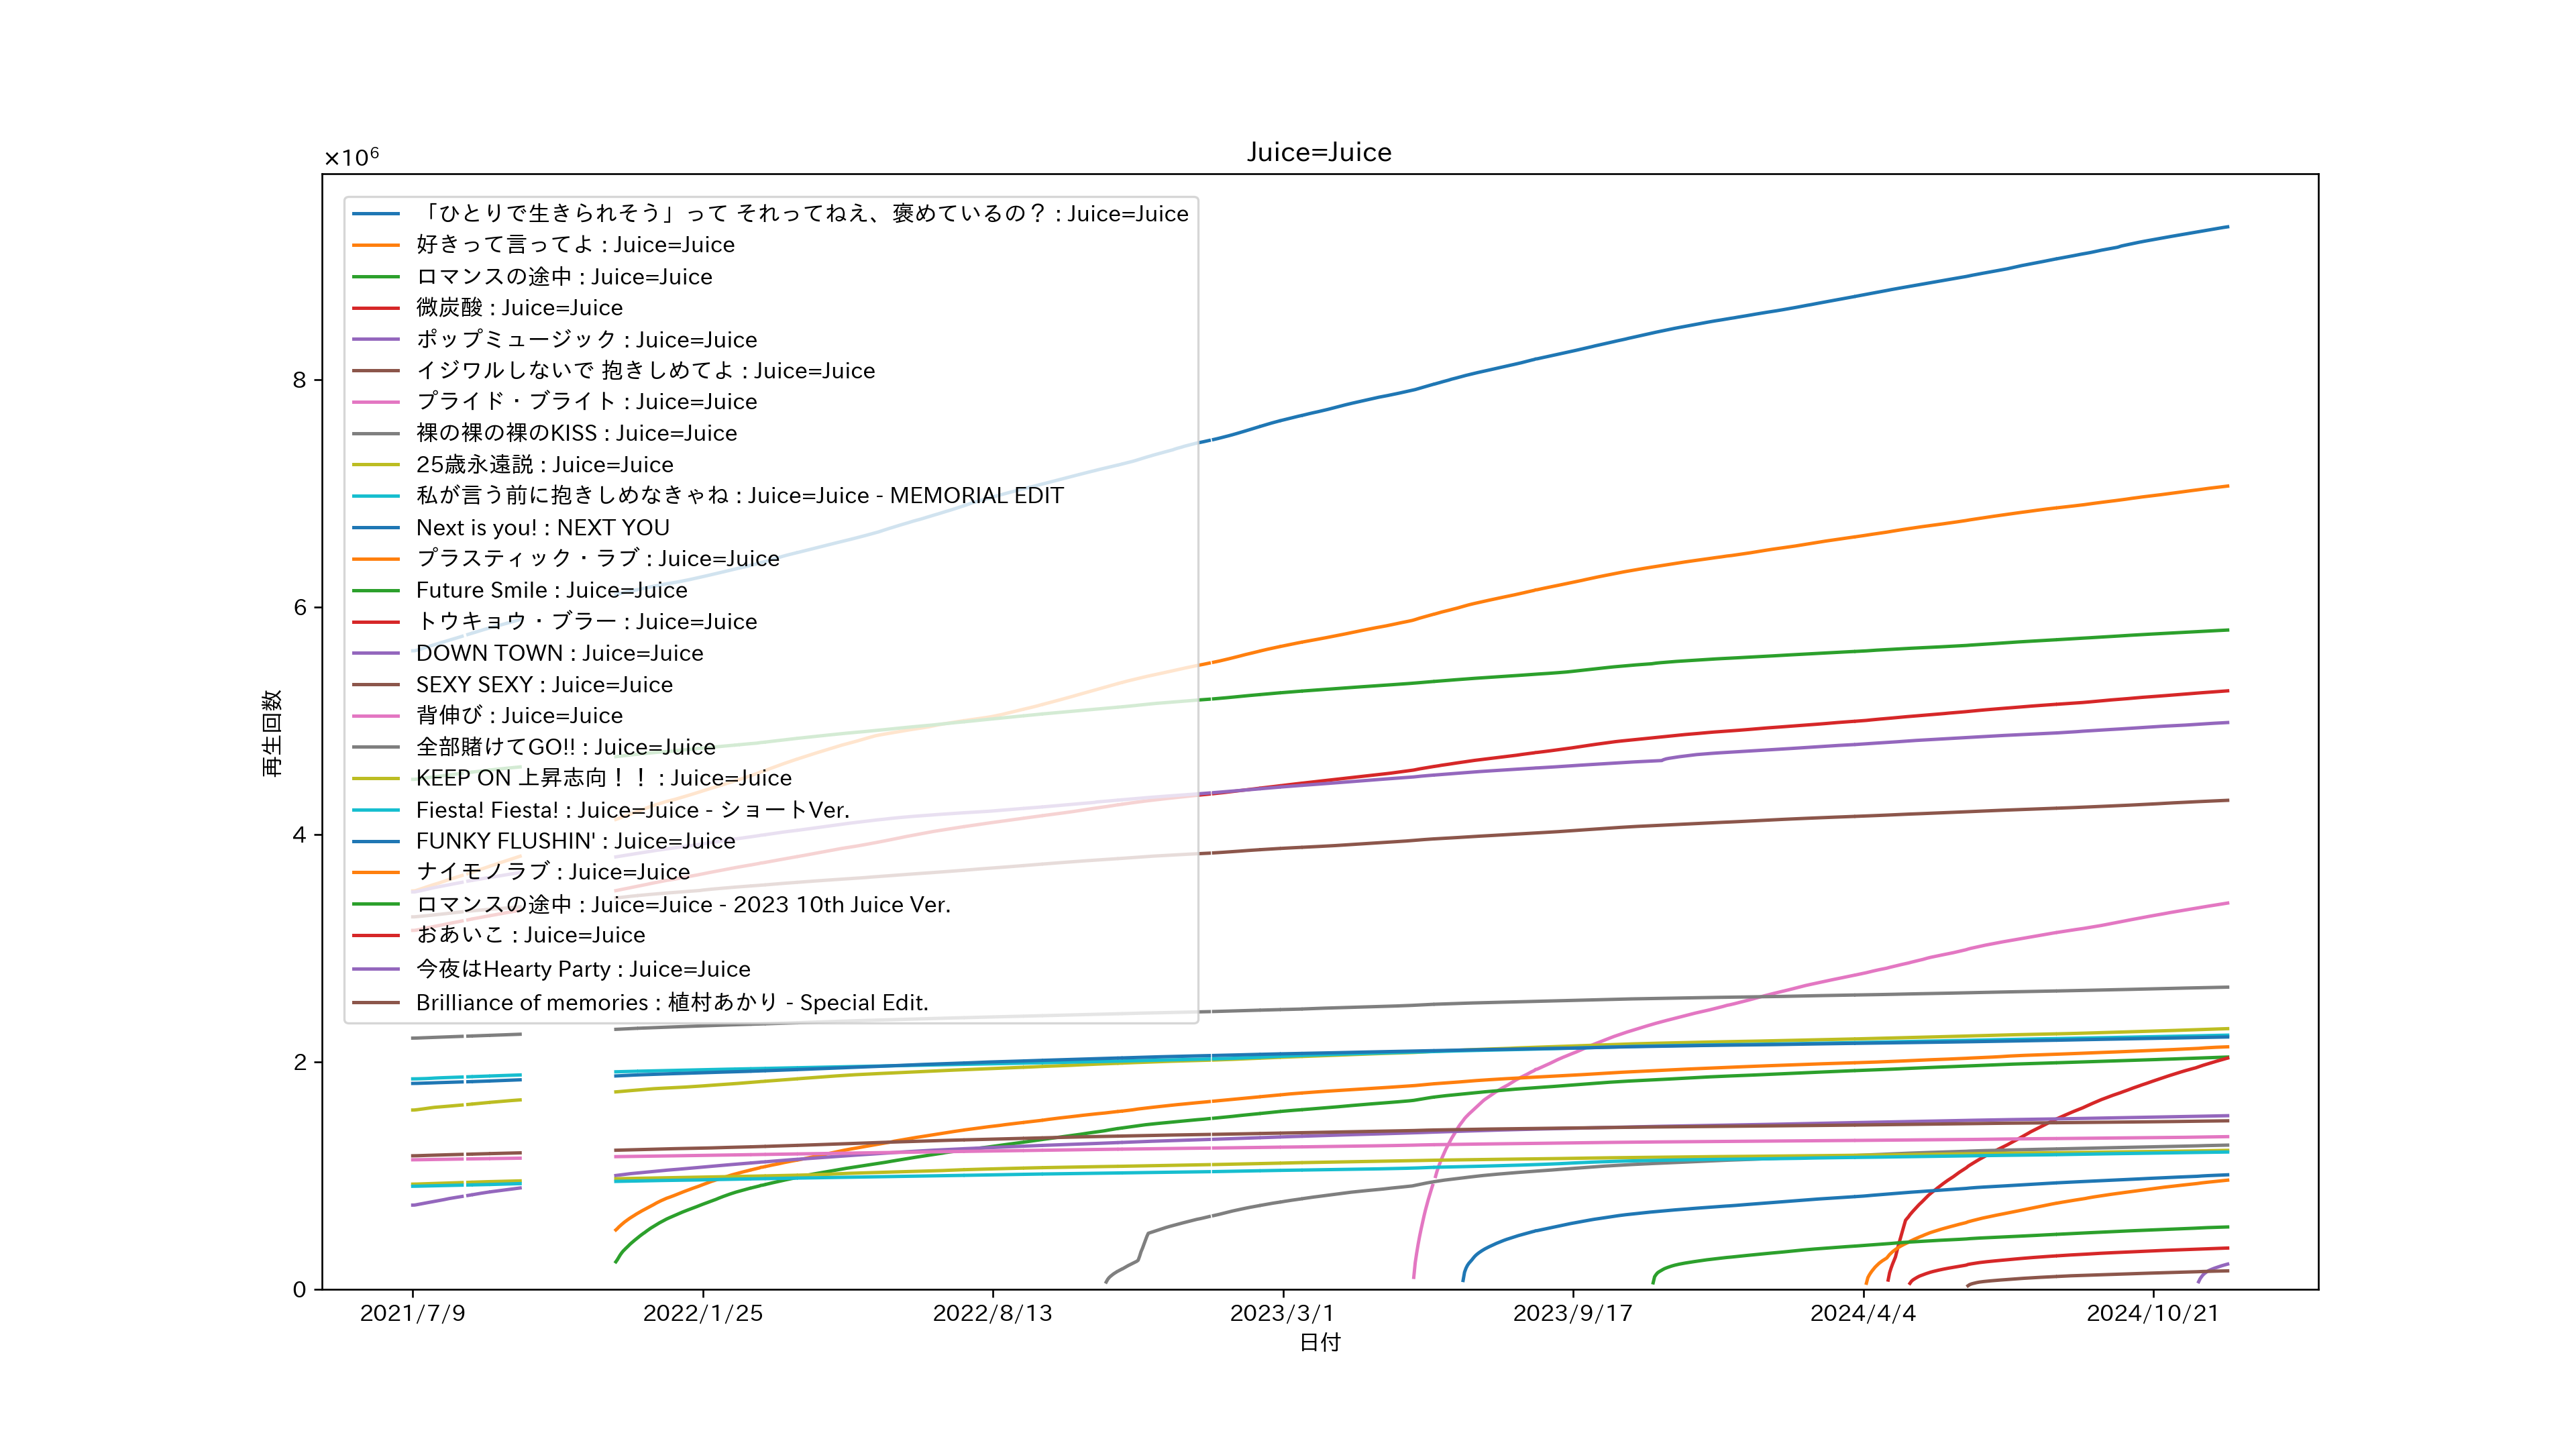 Juice=Juice
×10⁶
「ひとりで生きられそう」って それってねえ、褒めているの？ : Juice=Juice
好きって言ってよ : Juice=Juice
ロマンスの途中 : Juice=Juice
微炭酸 : Juice=Juice
ポップミュージック : Juice=Juice
イジワルしないで 抱きしめてよ : Juice=Juice
プライド・ブライト : Juice=Juice
裸の裸の裸のKISS : Juice=Juice
25歳永遠説 : Juice=Juice
私が言う前に抱きしめなきゃね : Juice=Juice - MEMORIAL EDIT
Next is you! : NEXT YOU
プラスティック・ラブ : Juice=Juice
Future Smile : Juice=Juice
トウキョウ・ブラー : Juice=Juice
DOWN TOWN : Juice=Juice
SEXY SEXY : Juice=Juice
背伸び : Juice=Juice
全部賭けてGO!! : Juice=Juice
KEEP ON 上昇志向！！ : Juice=Juice
Fiesta! Fiesta! : Juice=Juice - ショートVer.
FUNKY FLUSHIN' : Juice=Juice
ナイモノラブ : Juice=Juice
ロマンスの途中 : Juice=Juice - 2023 10th Juice Ver.
おあいこ : Juice=Juice
今夜はHearty Party : Juice=Juice
Brilliance of memories : 植村あかり - Special Edit.
8
6
4
2
0
再生回数
2021/7/9 2022/1/25 2022/8/13 2023/3/1 2023/9/17 2024/4/4 2024/10/21
日付